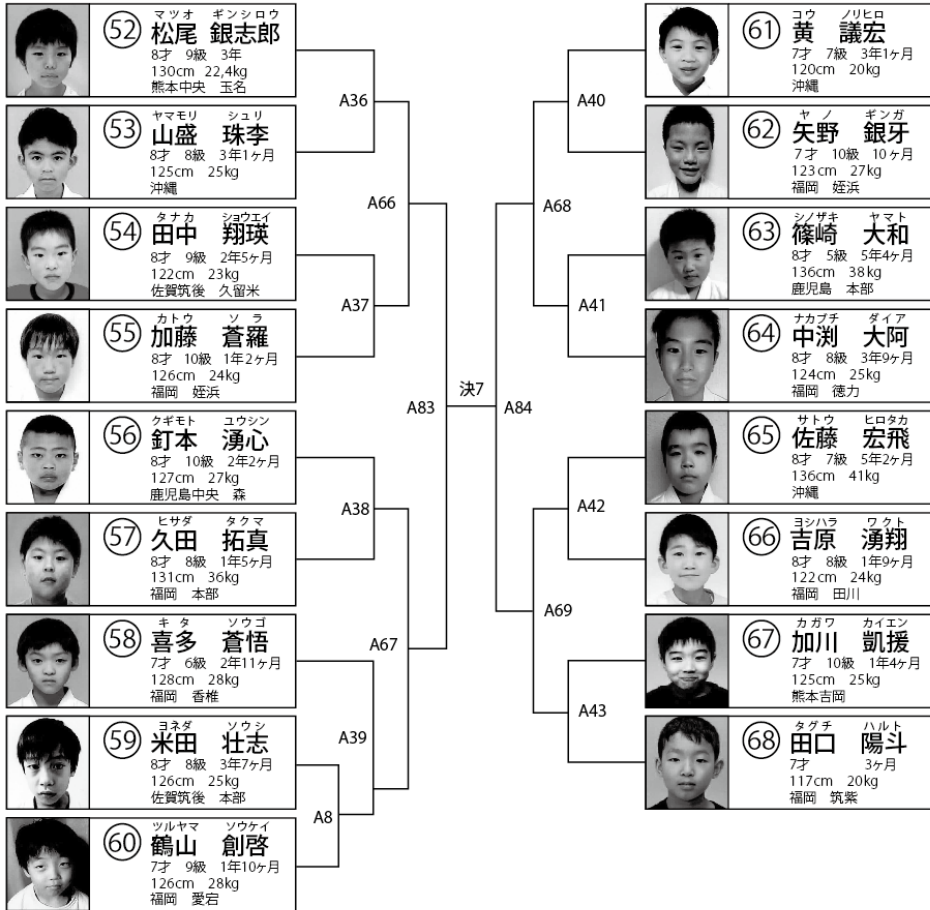 52
マツオ ギンシロウ
松尾 銀志郎
8才 9級 3年
130cm 22,4kg
熊本中央 玉名
53
ヤマモリ シュリ
山盛 珠李
8才 8級 3年1ヶ月
125cm 25kg
沖縄
54
タナカ ショウエイ
田中 翔瑛
8才 9級 2年5ヶ月
122cm 23kg
佐賀筑後 久留米
55
カトウ ソラ
加藤 蒼羅
8才 10級 1年2ヶ月
126cm 24kg
福岡 姪浜
56
クギモト ユウシン
釘本 湧心
8才 10級 2年2ヶ月
127cm 27kg
鹿児島中央 森
57
ヒサダ タクマ
久田 拓真
8才 8級 1年5ヶ月
131cm 36kg
福岡 本部
58
キタ ソウゴ
喜多 蒼悟
7才 6級 2年11ヶ月
128cm 28kg
福岡 香椎
59
ヨネダ ソウシ
米田 壮志
8才 8級 3年7ヶ月
126cm 25kg
佐賀筑後 本部
60
ツルヤマ ソウケイ
鶴山 創啓
7才 9級 1年10ヶ月
126cm 28kg
福岡 愛宕
A36
A66
A37
A83
A38
A67
A39
A8
決7
A84
A40
A68
A41
A42
A69
A43
61
コウ ノリヒロ
黄 議宏
7才 7級 3年1ヶ月
120cm 20kg
沖縄
62
ヤノ ギンガ
矢野 銀牙
7才 10級 10ヶ月
123cm 27kg
福岡 姪浜
63
シノザキ ヤマト
篠崎 大和
8才 5級 5年4ヶ月
136cm 38kg
鹿児島 本部
64
ナカブチ ダイア
中渕 大阿
8才 8級 3年9ヶ月
124cm 25kg
福岡 徳力
65
サトウ ヒロタカ
佐藤 宏飛
8才 7級 5年2ヶ月
136cm 41kg
沖縄
66
ヨシハラ ワクト
吉原 湧翔
8才 8級 1年9ヶ月
122cm 24kg
福岡 田川
67
カガワ カイエン
加川 凱援
7才 10級 1年4ヶ月
125cm 25kg
熊本吉岡
68
タグチ ハルト
田口 陽斗
7才 3ヶ月
117cm 20kg
福岡 筑紫